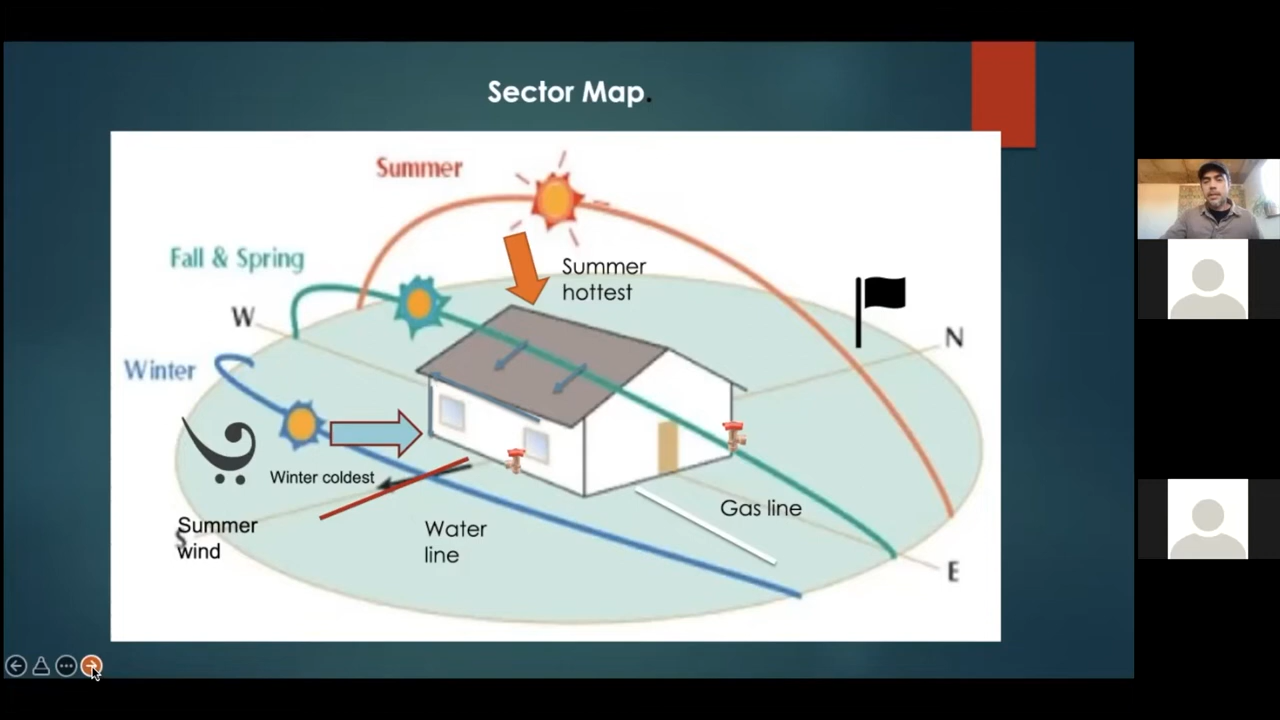 Sector Map.
Summer
Fall & Spring
Summer
hottest
W
N
Winter
Winter coldest
Gas line
Summer
wind
S
Water
line
E